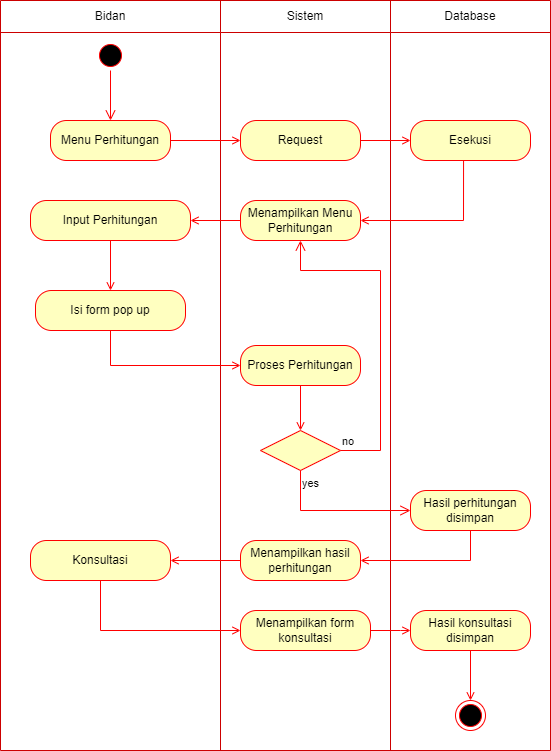 Bidan
Sistem
Database
Menu Perhitungan
Request
Esekusi
Input Perhitungan
Menampilkan Menu
Perhitungan
Isi form pop up
Proses Perhitungan
no
yes
Hasil perhitungan
disimpan
Konsultasi
Menampilkan hasil
perhitungan
Menampilkan form
konsultasi
Hasil konsultasi
disimpan